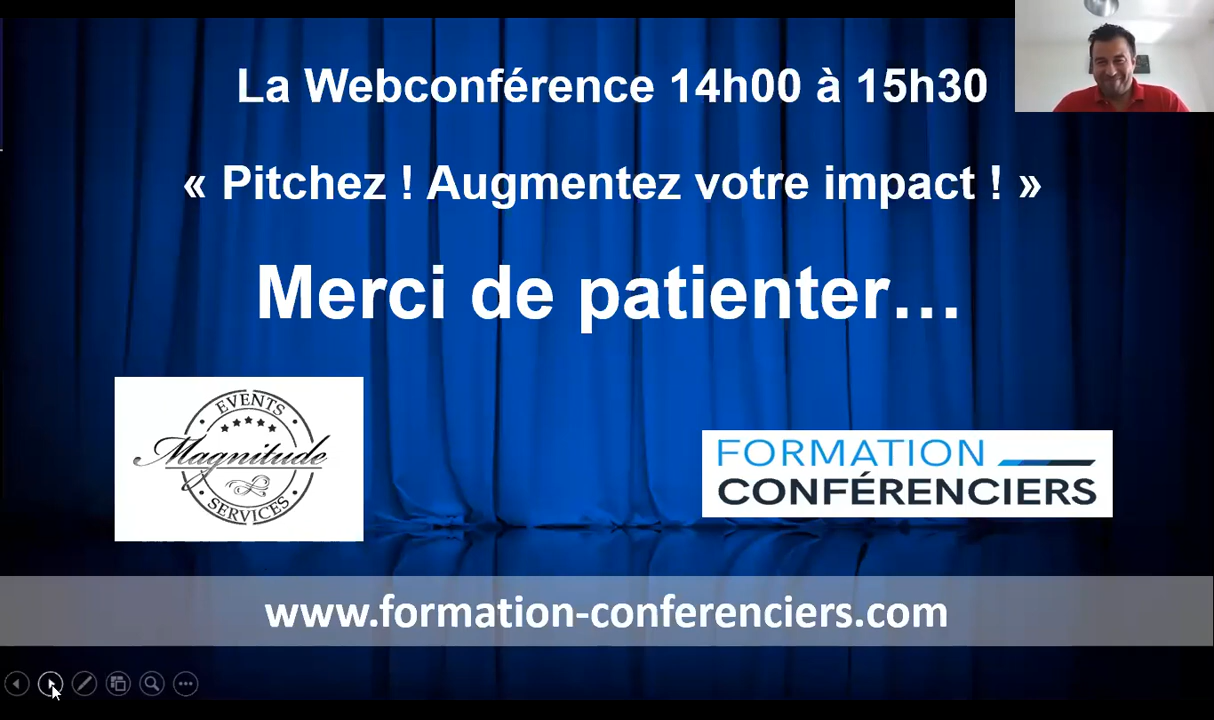 La Webconférence 14h00 à 15h30
« Pitchez ! Augmentez votre impact ! »
Merci de patienter…
EVENTS
Magnitude
SERVICES
FORMATION
CONFÉRENCIERS
www.formation-conferenciers.com